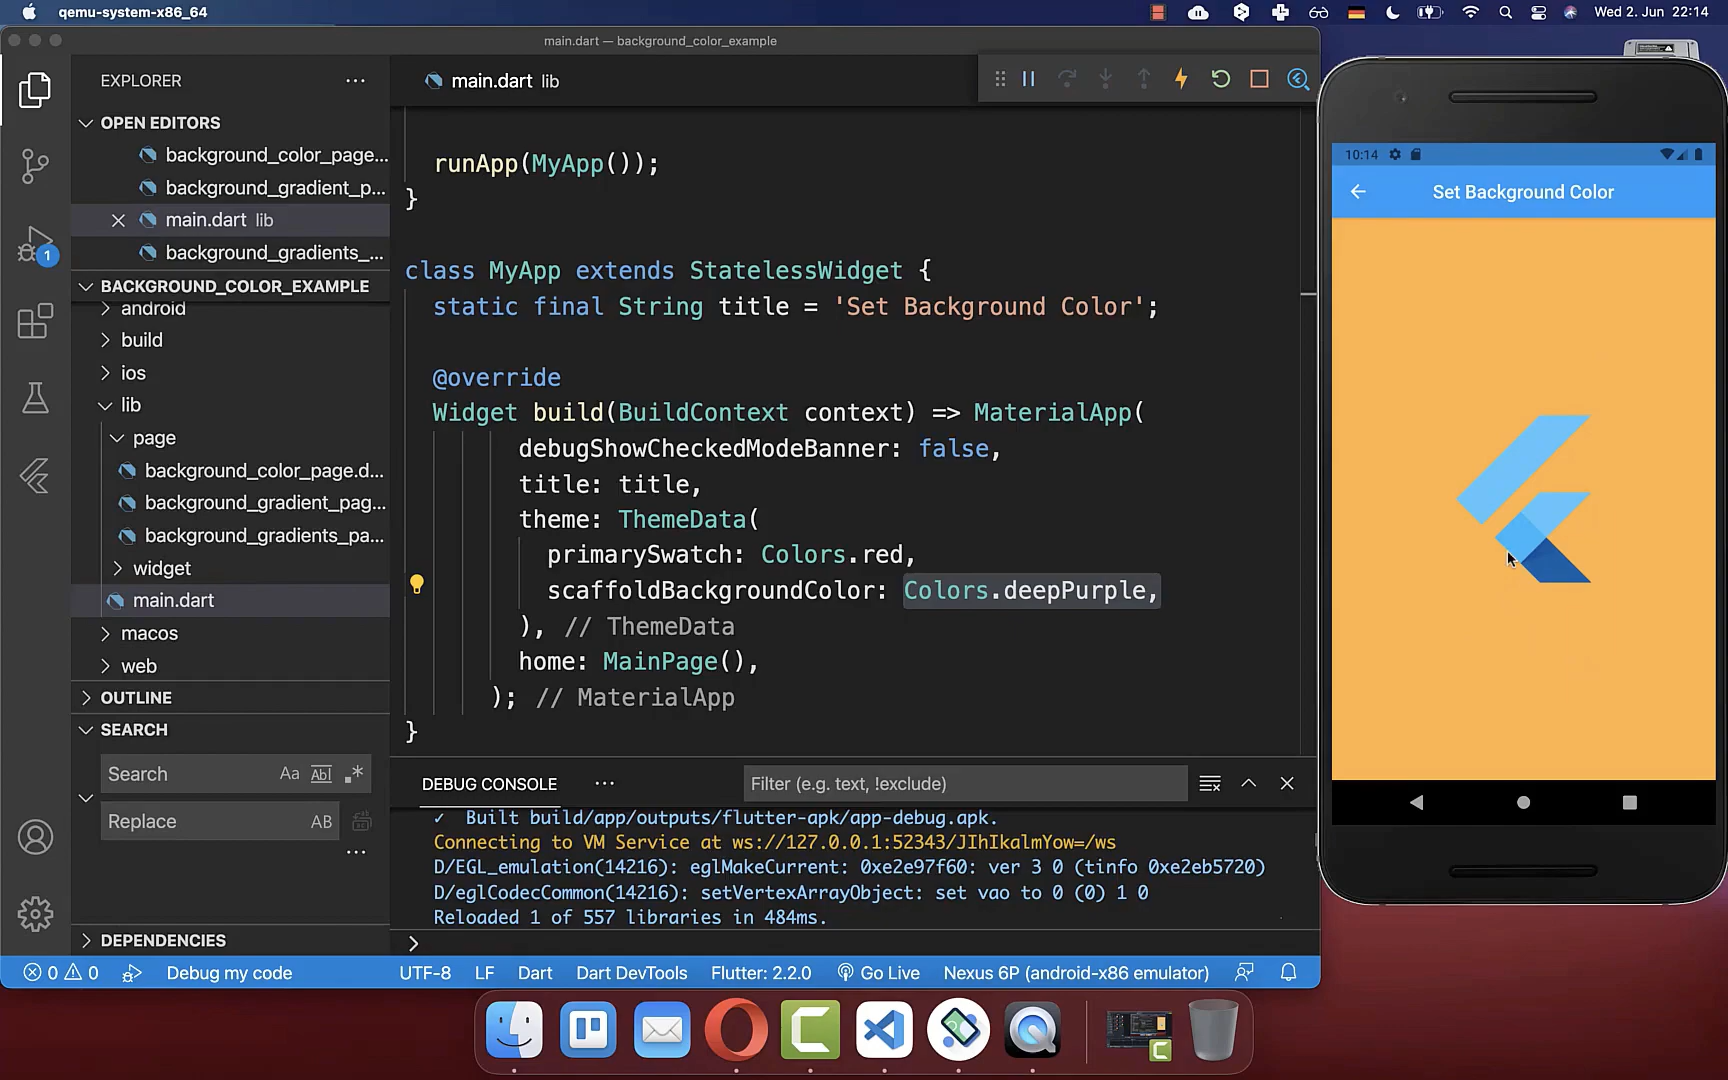 qemu-system-x86_64
Wed 2. Jun 22:14
main.dart — background_color_example
EXPLORER
main.dart lib
OPEN EDITORS
background_color_page...
background_gradient_p...
main.dart lib
background_gradients_...
1
BACKGROUND_COLOR_EXAMPLE
android
build
ios
lib
page
background_color_page.d...
background_gradient_pag...
background_gradients_pa...
widget
main.dart
macos
web
OUTLINE
SEARCH
Search
Aa Abl .*
Replace
AB
DEPENDENCIES
runApp(MyApp());
}
class MyApp extends StatelessWidget {
static final String title = 'Set Background Color';
@override
Widget build(BuildContext context) => MaterialApp(
debugShowCheckedModeBanner: false,
title: title,
theme: ThemeData(
primarySwatch: Colors.red,
scaffoldBackgroundColor: Colors.deepPurple,
), // ThemeData
home: MainPage(),
); // MaterialApp
}
DEBUG CONSOLE
Filter (e.g. text, !exclude)
✓ Built build/app/outputs/flutter-apk/app-debug.apk.
Connecting to VM Service at ws://127.0.0.1:52343/JIhIkalmYow=/ws
D/EGL_emulation(14216): eglMakeCurrent: 0xe2e97f60: ver 3 0 (tinfo 0xe2eb5720)
D/eglCodecCommon(14216): setVertexArrayObject: set vao to 0 (0) 1 0
Reloaded 1 of 557 libraries in 484ms.
>
0 0 Debug my code UTF-8 LF Dart Dart DevTools Flutter: 2.2.0 Go Live Nexus 6P (android-x86 emulator)
10:14
Set Background Color